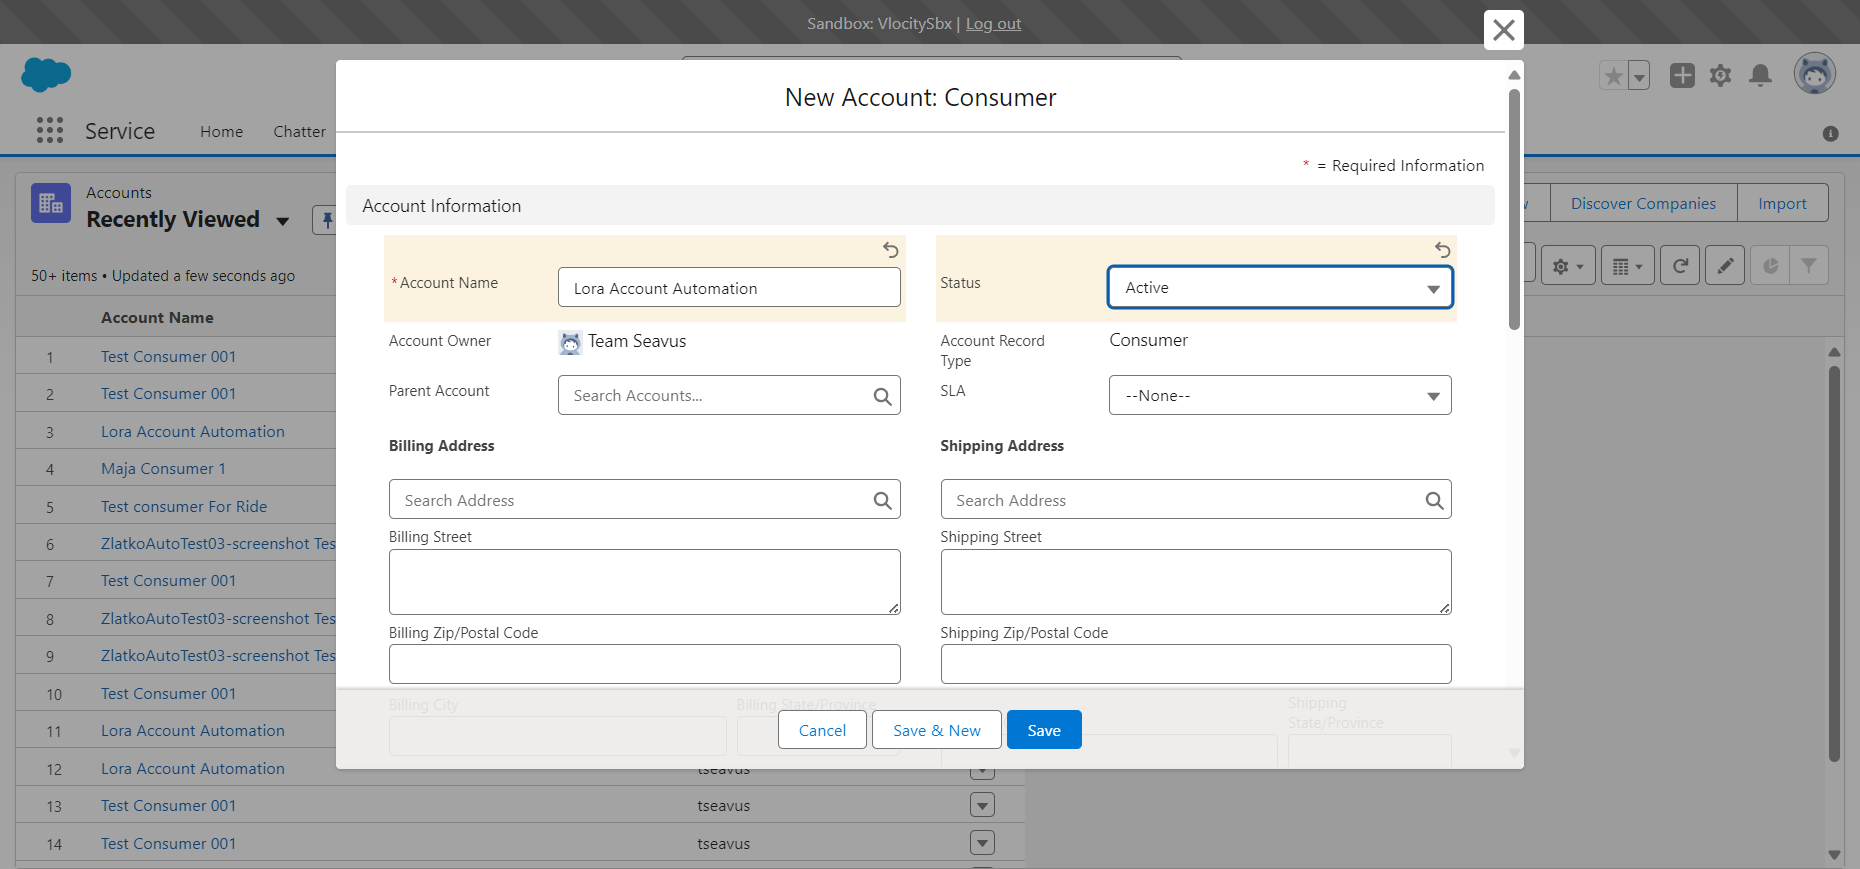 Sandbox: VlocitySbx | Log out
Service
Home
Chatter
Accounts
Recently Viewed
Discover Companies
Import
50+ items • Updated a few seconds ago
Account Name
1 Test Consumer 001
2 Test Consumer 001
3 Lora Account Automation
4 Maja Consumer 1
5 Test consumer For Ride
6 ZlatkoAutoTest03-screenshot Tes
7 Test Consumer 001
8 ZlatkoAutoTest03-screenshot Tes
9 ZlatkoAutoTest03-screenshot Tes
10 Test Consumer 001
11 Lora Account Automation
12 Lora Account Automation tseavus
13 Test Consumer 001 tseavus
14 Test Consumer 001 tseavus
New Account: Consumer
* = Required Information
Account Information
*Account Name
Lora Account Automation
Status
Active
Account Owner
Team Seavus
Account Record
Type
Consumer
Parent Account
Search Accounts...
SLA
--None--
Billing Address
Shipping Address
Search Address
Search Address
Billing Street
Shipping Street
Billing Zip/Postal Code
Shipping Zip/Postal Code
Billing City
Billing State/Province
Shipping
State/Province
Cancel
Save & New
Save